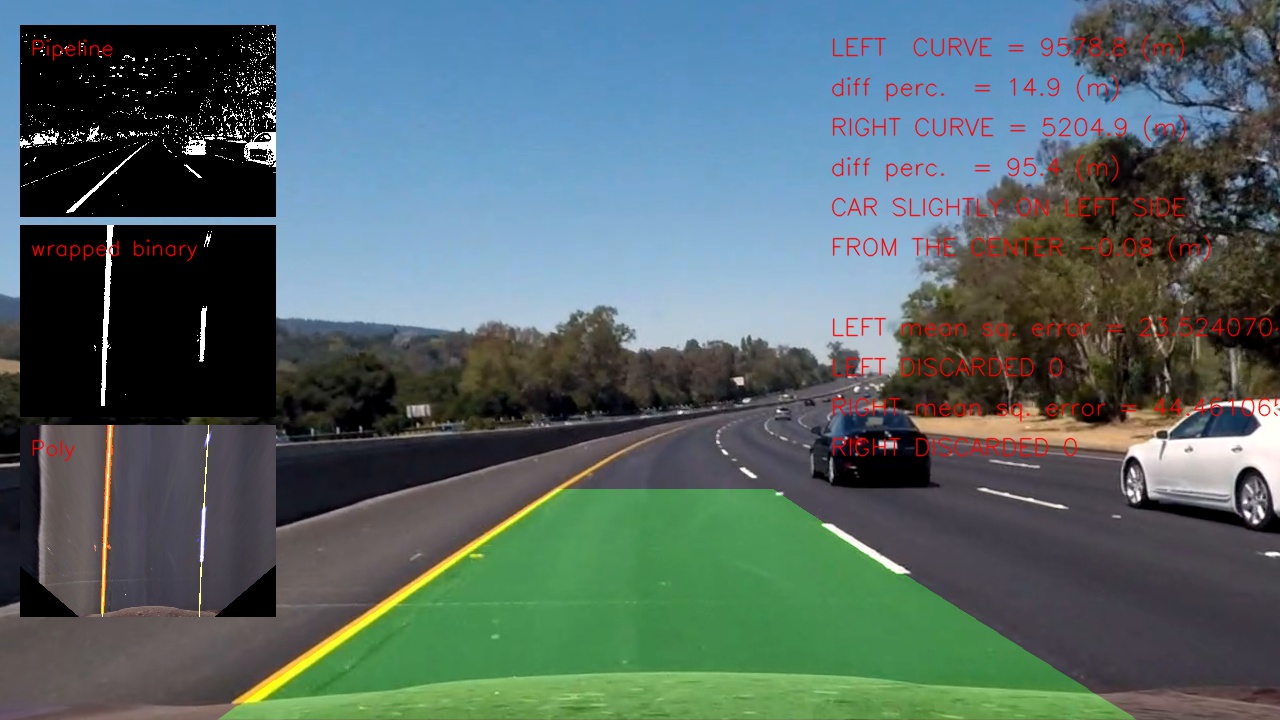 Pipeline
wrapped binary
Poly
LEFT CURVE = 9578.8 (m)
diff perc. = 14.9 (m)
RIGHT CURVE = 5204.9 (m)
diff perc. = 95.4 (m)
CAR SLIGHTLY ON LEFT SIDE
FROM THE CENTER -0.08 (m)
LEFT mean sq. error = 23.524070
LEFT DISCARDED 0
RIGHT mean sq. error = 44.461065
RIGHT DISCARDED 0